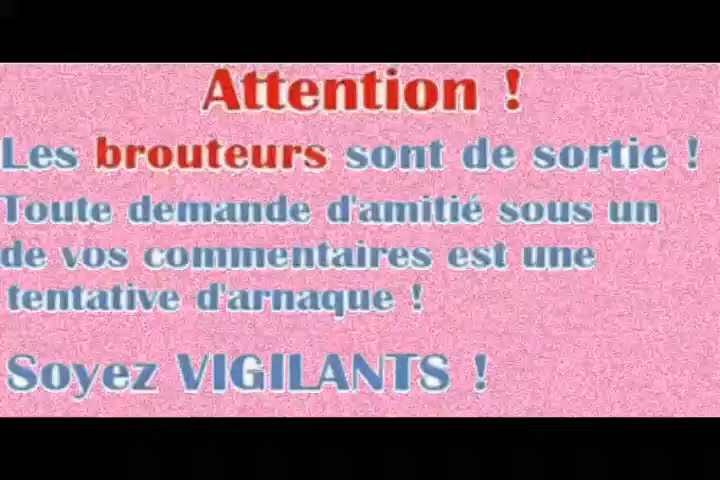 Attention !
Les brouteurs sont de sortie !
Toute demande d'amitié sous un
de vos commentaires est une
tentative d'arnaque !
Soyez VIGILANTS !